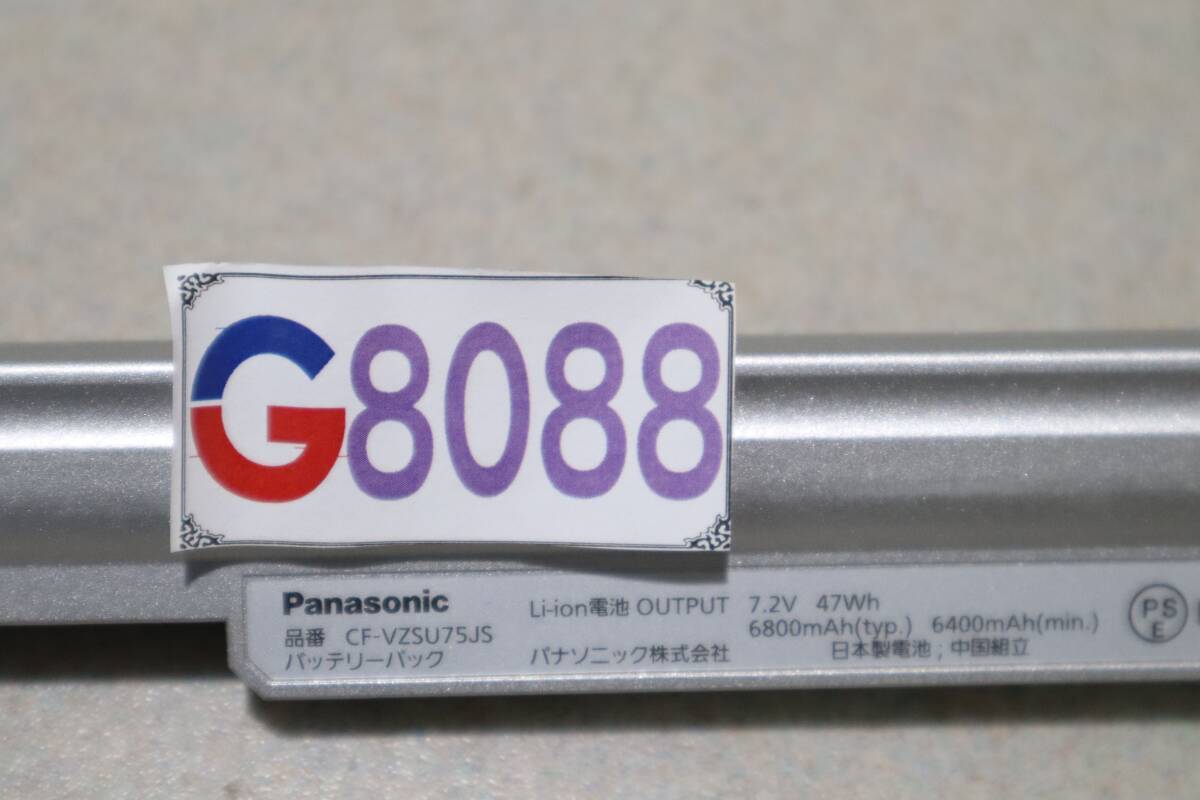 G8088
Panasonic
品番 CF-VZSU75JS
バッテリーパック
Li-ion電池 OUTPUT 7.2V 47Wh
6800mAh(typ.) 6400mAh(min.)
パナソニック株式会社 日本製電池；中国組立
PS
E